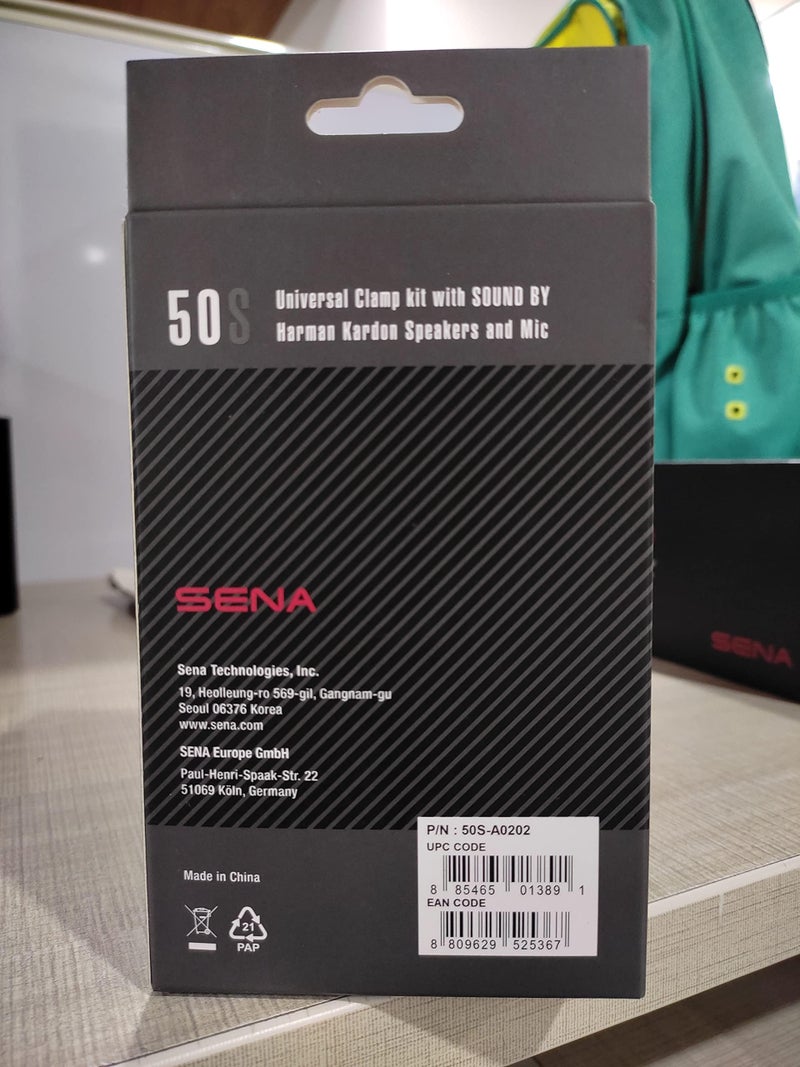 50S
Universal Clamp kit with SOUND BY
Harman Kardon Speakers and Mic
SENA
SENA
Sena Technologies, Inc.
19, Heolleung-ro 569-gil, Gangnam-gu
Seoul 06376 Korea
www.sena.com
SENA Europe GmbH
Paul-Henri-Spaak-Str. 22
51069 Köln, Germany
P/N : 50S-A0202
UPC CODE
8 85465 01389 1
EAN CODE
8 809629 525367
Made in China
21
PAP